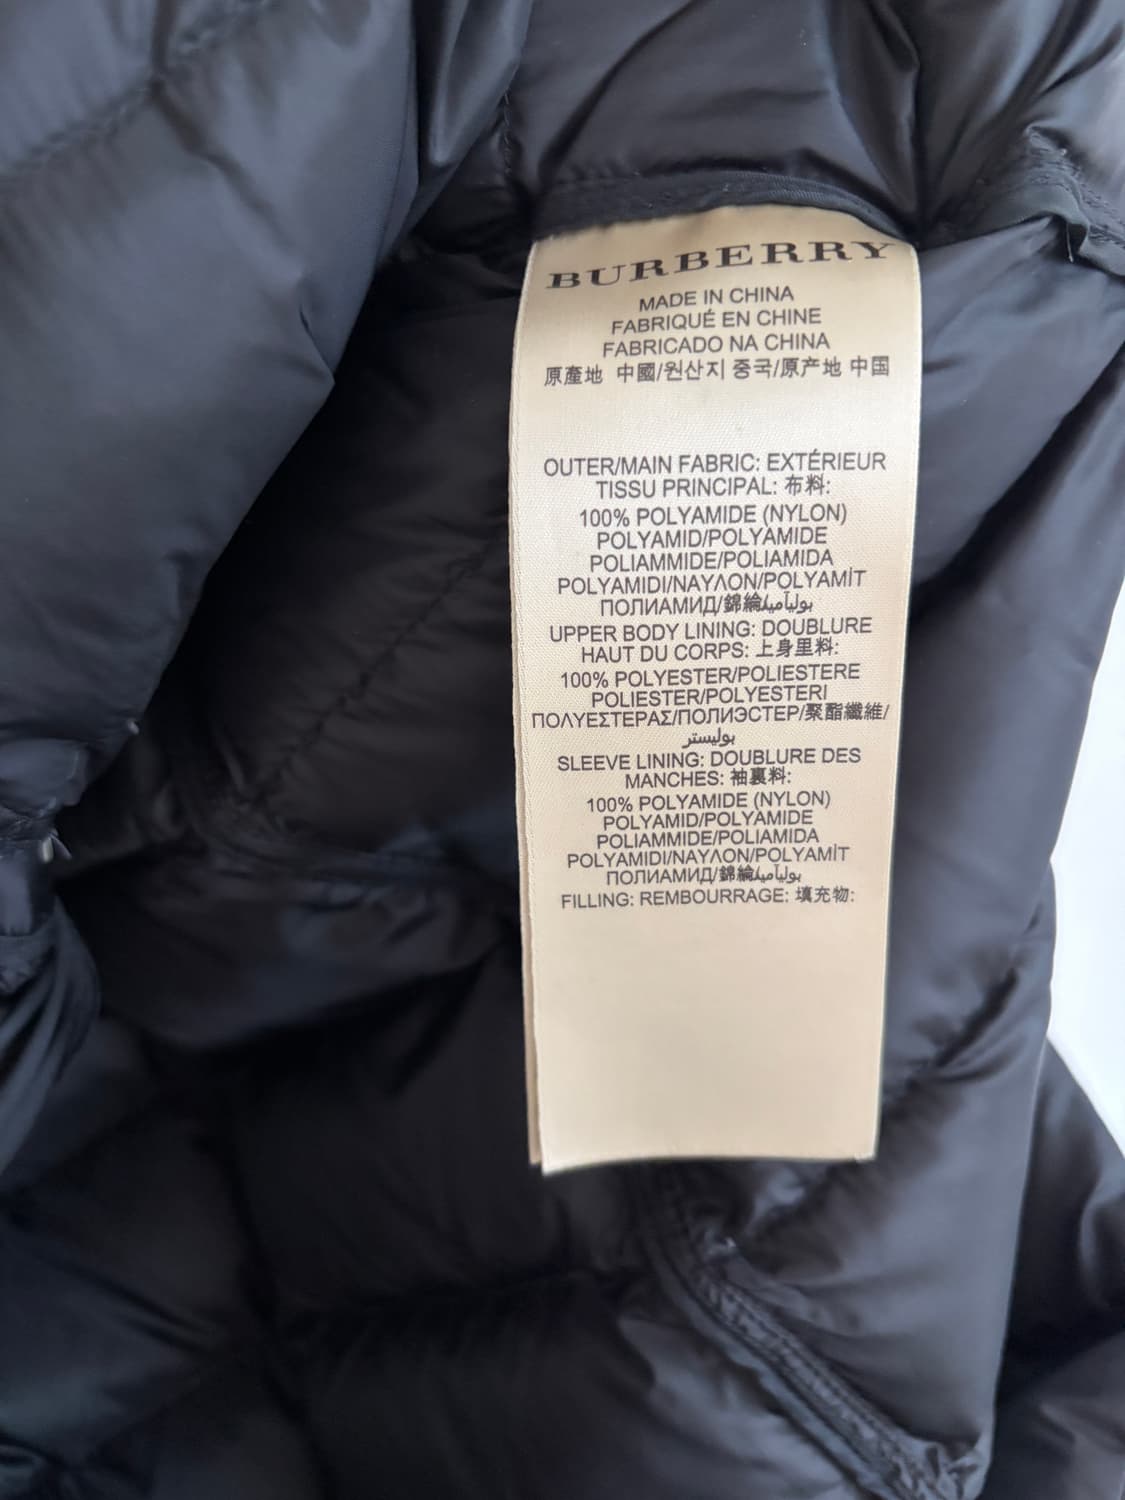 BURBERRY
MADE IN CHINA
FABRIQUÉ EN CHINE
FABRICADO NA CHINA
原產地 中國/원산지 중국/原产地 中国
OUTER/MAIN FABRIC: EXTÉRIEUR
TISSU PRINCIPAL: 布料:
100% POLYAMIDE (NYLON)
POLYAMID/POLYAMIDE
POLIAMMIDE/POLIAMIDA
POLYAMIDI/ΝΑΥΛΟΝ/POLYAMİT
ПОЛИАМИД/錦綸/بوليآميد
UPPER BODY LINING: DOUBLURE
HAUT DU CORPS: 上身里料:
100% POLYESTER/POLIESTERE
POLIESTER/POLYESTERI
ΠΟΛΥΕΣΤΕΡΑΣ/ПОЛИЭСТЕР/聚酯纖維/
بوليستر
SLEEVE LINING: DOUBLURE DES
MANCHES: 袖裏料:
100% POLYAMIDE (NYLON)
POLYAMID/POLYAMIDE
POLIAMMIDE/POLIAMIDA
POLYAMIDI/ΝΑΥΛΟΝ/POLYAMİT
ПОЛИАМИД/錦綸/بوليآميد
FILLING: REMBOURRAGE: 填充物: